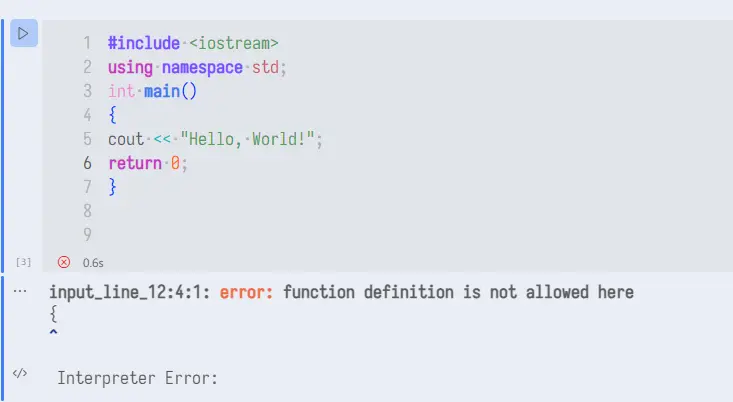 1 #include <iostream>
2 using namespace std;
3 int main()
4 {
5 cout << "Hello, World!";
6 return 0;
7 }
8
9
[3] 0.6s
... input_line_12:4:1: error: function definition is not allowed here
{
^
</> Interpreter Error: